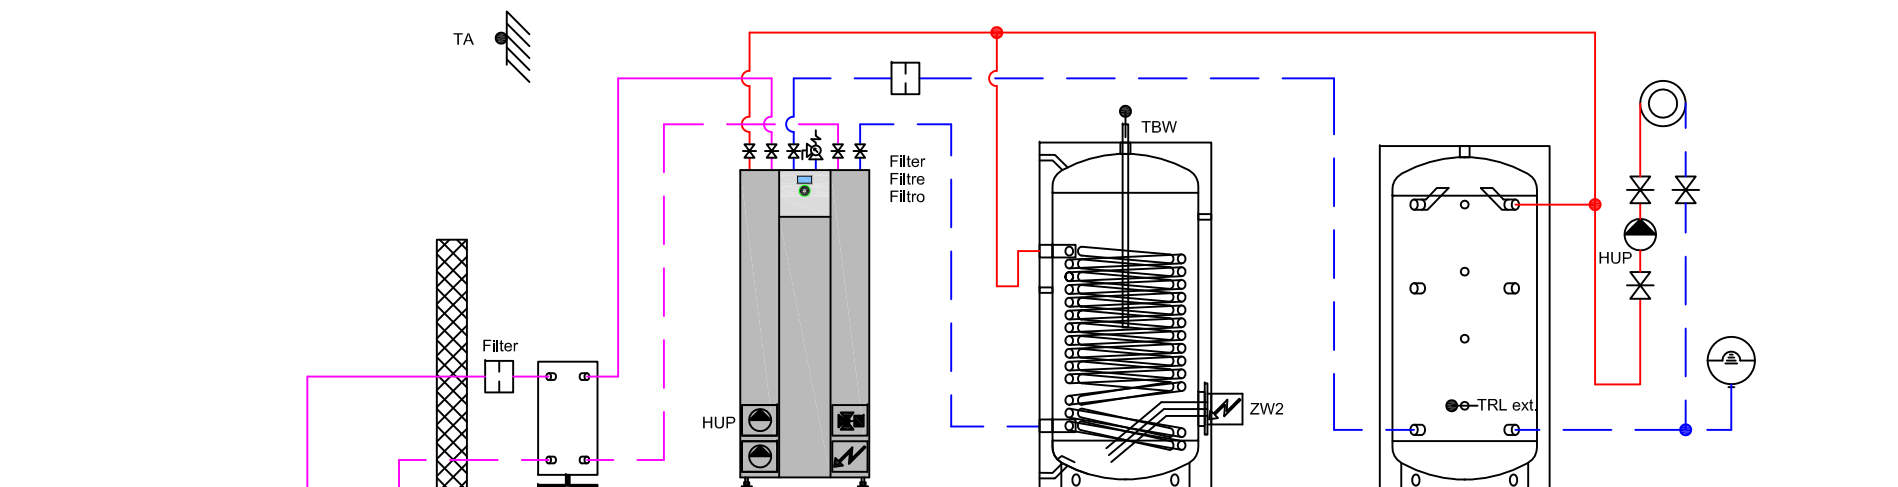 TA
TBW
Filter
Filtre
Filtro
HUP
Filter
TRL ext.
ZW2
HUP